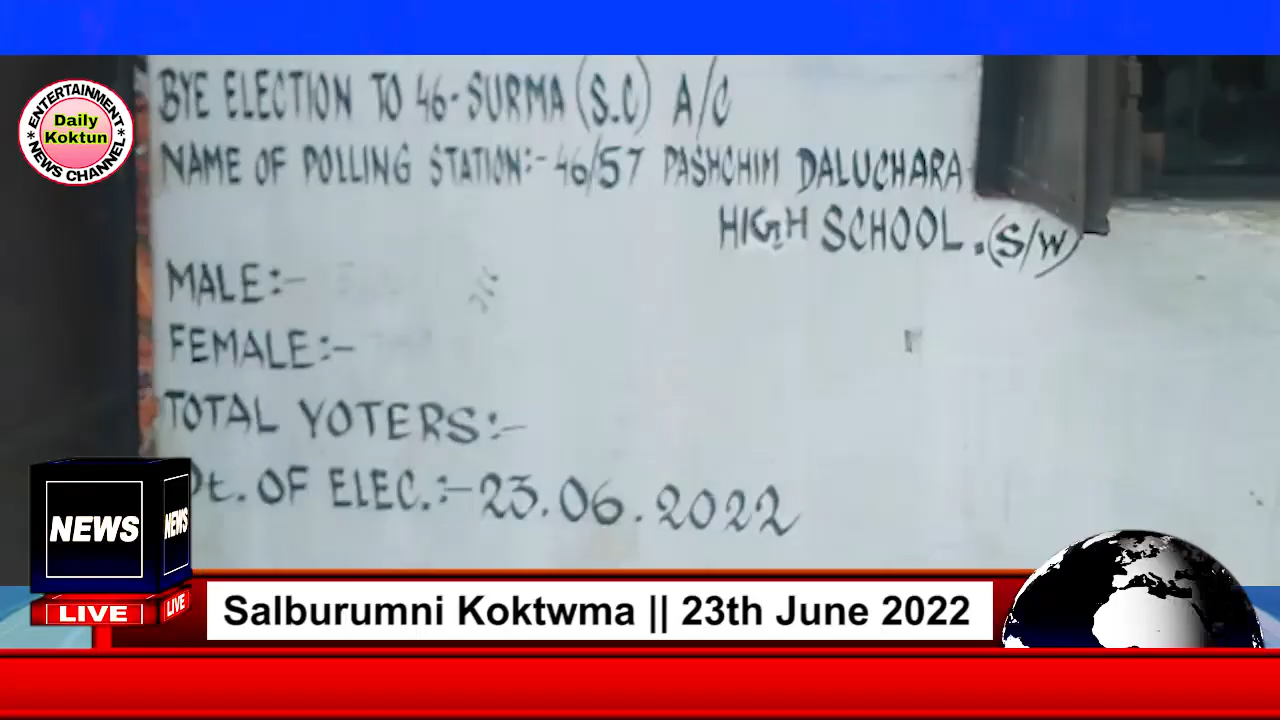 BYE ELECTION TO 46-SURMA (S.C) A/C
NAME OF POLLING STATION:- 46/57 PASHCHIM DALUCHARA
HIGH SCHOOL. (S/W)
MALE:-
FEMALE:-
TOTAL VOTERS:-
Dt. OF ELEC.:- 23.06.2022
ENTERTAINMENT
Daily
Koktun
NEWS CHANNEL
NEWS
NEWS
LIVE
LIVE
Salburumni Koktwma || 23th June 2022